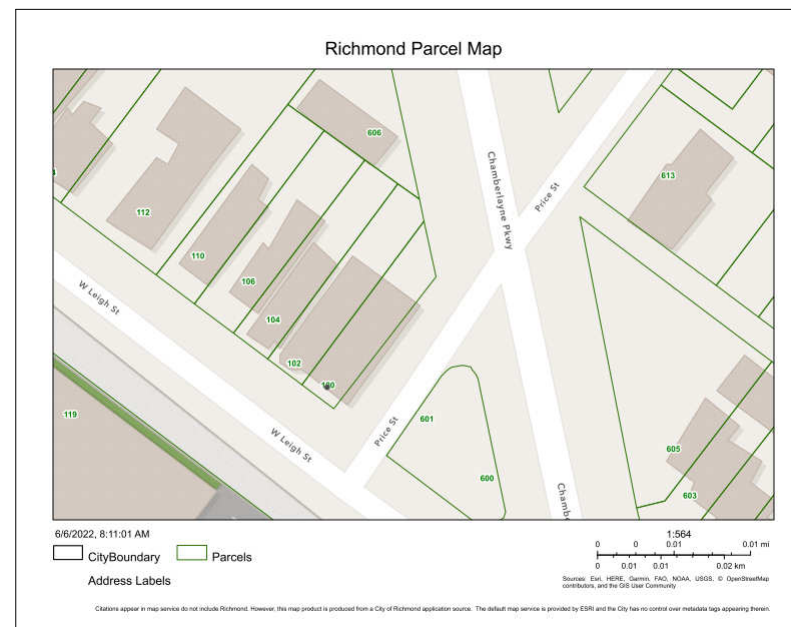 Richmond Parcel Map
606
613
112
110
106
104
102
100
119
601
600
605
603
Chamberlayne Pkwy
Price St
W Leigh St
W Leigh St
Price St
Chambe
6/6/2022, 8:11:01 AM
CityBoundary
Parcels
Address Labels
1:564
0 0 0.01 0.01 mi
0 0.01 0.01 0.02 km
Sources: Esri, HERE, Garmin, FAO, NOAA, USGS, © OpenStreetMap
contributors, and the GIS User Community
Citations appear in map service do not include Richmond. However, this map product is produced from a City of Richmond application source. The default map service is provided by ESRI and the City has no control over metadata tags appearing therein.